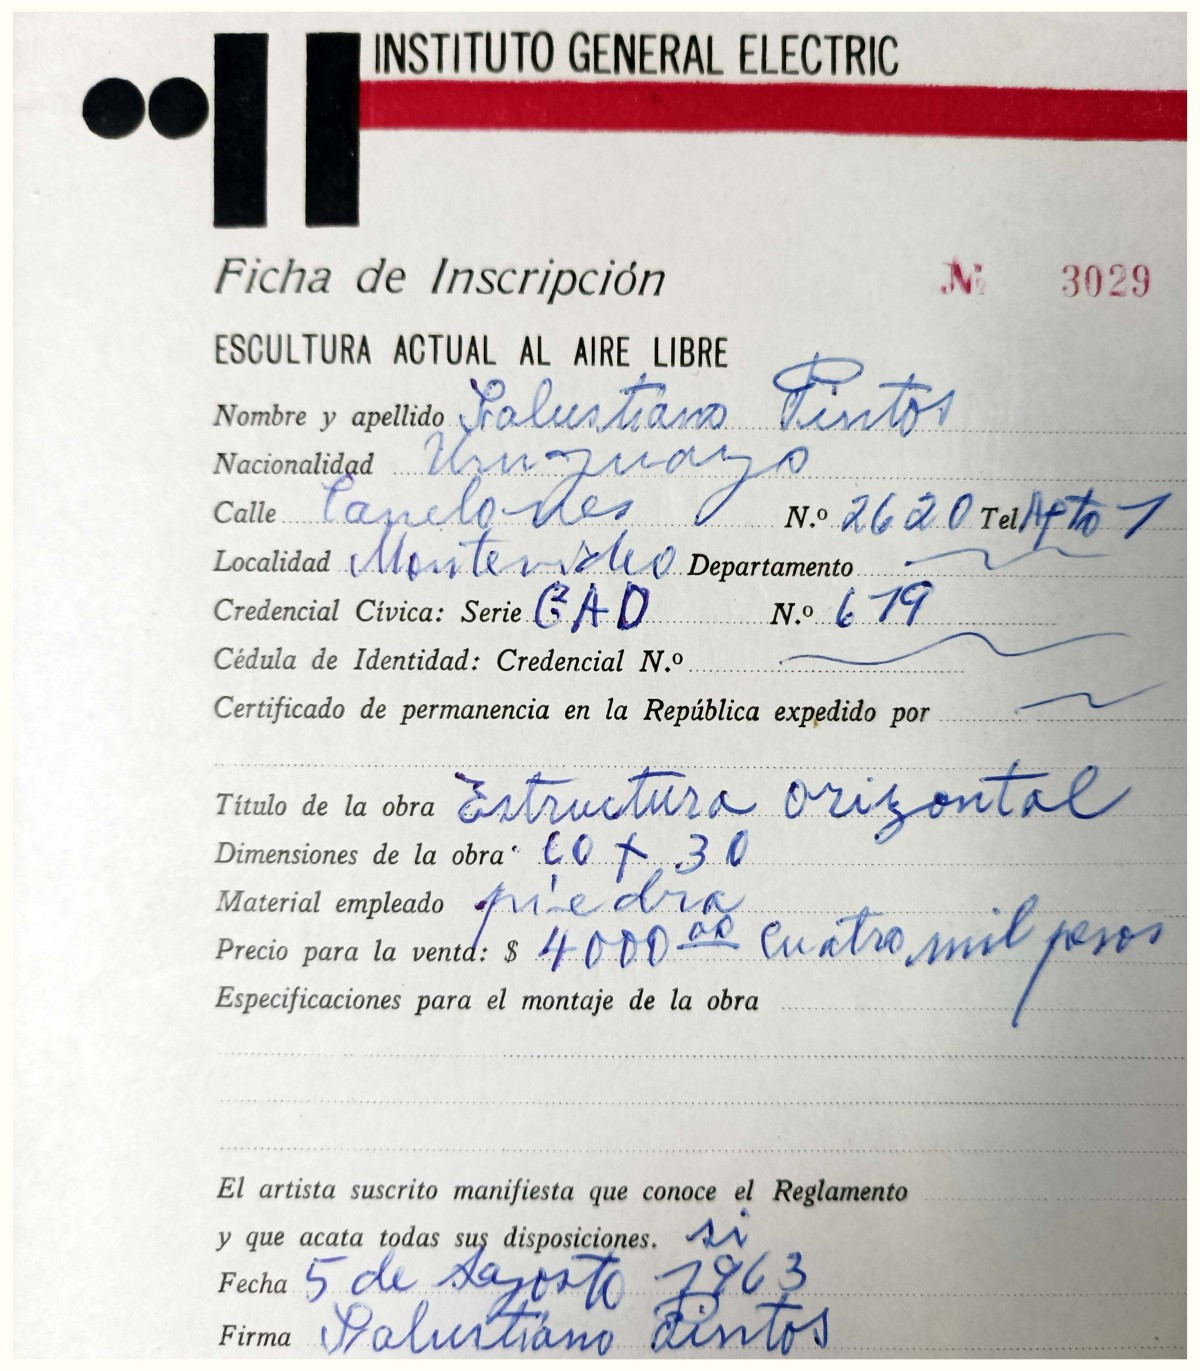 INSTITUTO GENERAL ELECTRIC
Ficha de Inscripción Nº 3029
ESCULTURA ACTUAL AL AIRE LIBRE
Nombre y apellido Salustiano Pintos
Nacionalidad Uruguayo
Calle Canelones N.º 2620 Tel Apto 1
Localidad Montevideo Departamento
Credencial Cívica: Serie N.º 679
Cédula de Identidad: Credencial N.º
Certificado de permanencia en la República expedido por
Título de la obra Estructura orizontal
Dimensiones de la obra 60 x 30
Material empleado piedra
Precio para la venta: $ 4000 00 cuatro mil pesos
Especificaciones para el montaje de la obra
El artista suscrito manifiesta que conoce el Reglamento
y que acata todas sus disposiciones. si
Fecha 5 de Agosto 1963
Firma Salustiano Pintos